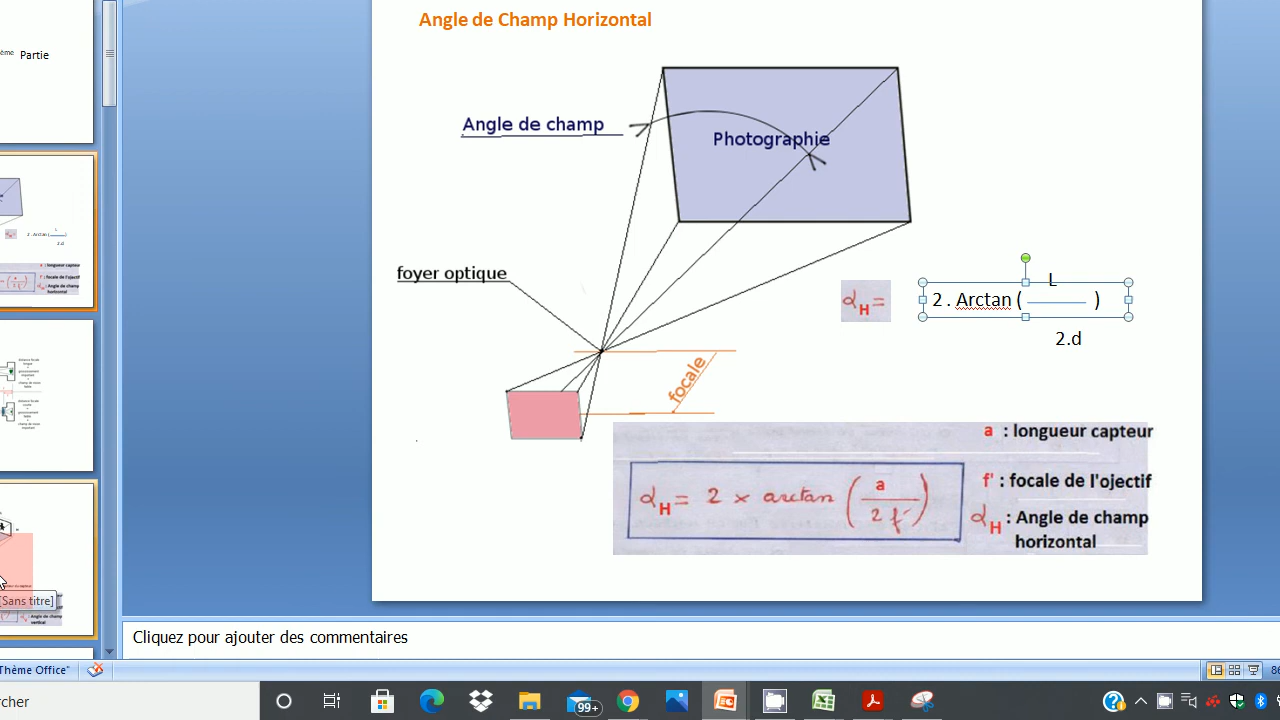 Angle de Champ Horizontal
ème Partie
Angle de champ
Photographie
foyer optique
focale
αH =
L
2 . Arctan ( )
2.d
a : longueur capteur
αH = 2 × arctan ( a / 2 f' )
f' : focale de l'ojectif
αH : Angle de champ
horizontal
[Sans titre]
Cliquez pour ajouter des commentaires
Thème Office"
86
rcher
99+